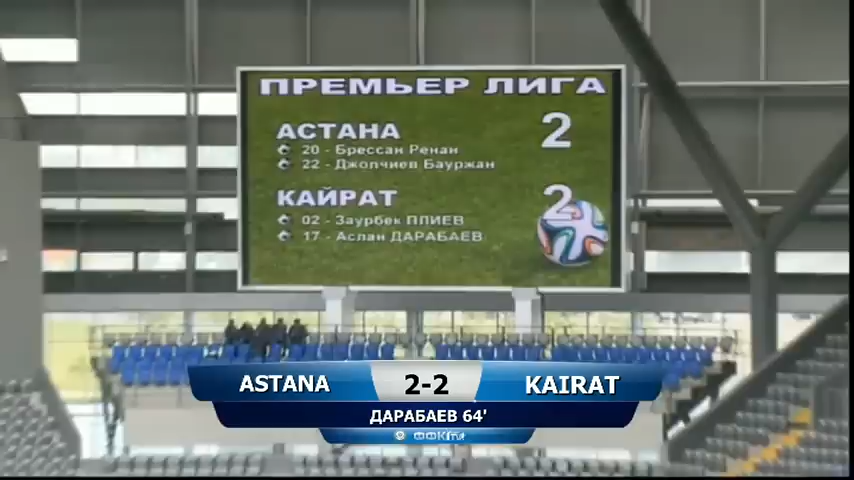 ПРЕМЬЕР ЛИГА
АСТАНА 2
20 - Брессан Ренан
22 - Джолчиев Бауржан
КАЙРАТ 2
02 - Заурбек ПЛИЕВ
17 - Аслан ДАРАБАЕВ
ASTANA 2-2 KAIRAT
ДАРАБАЕВ 64'